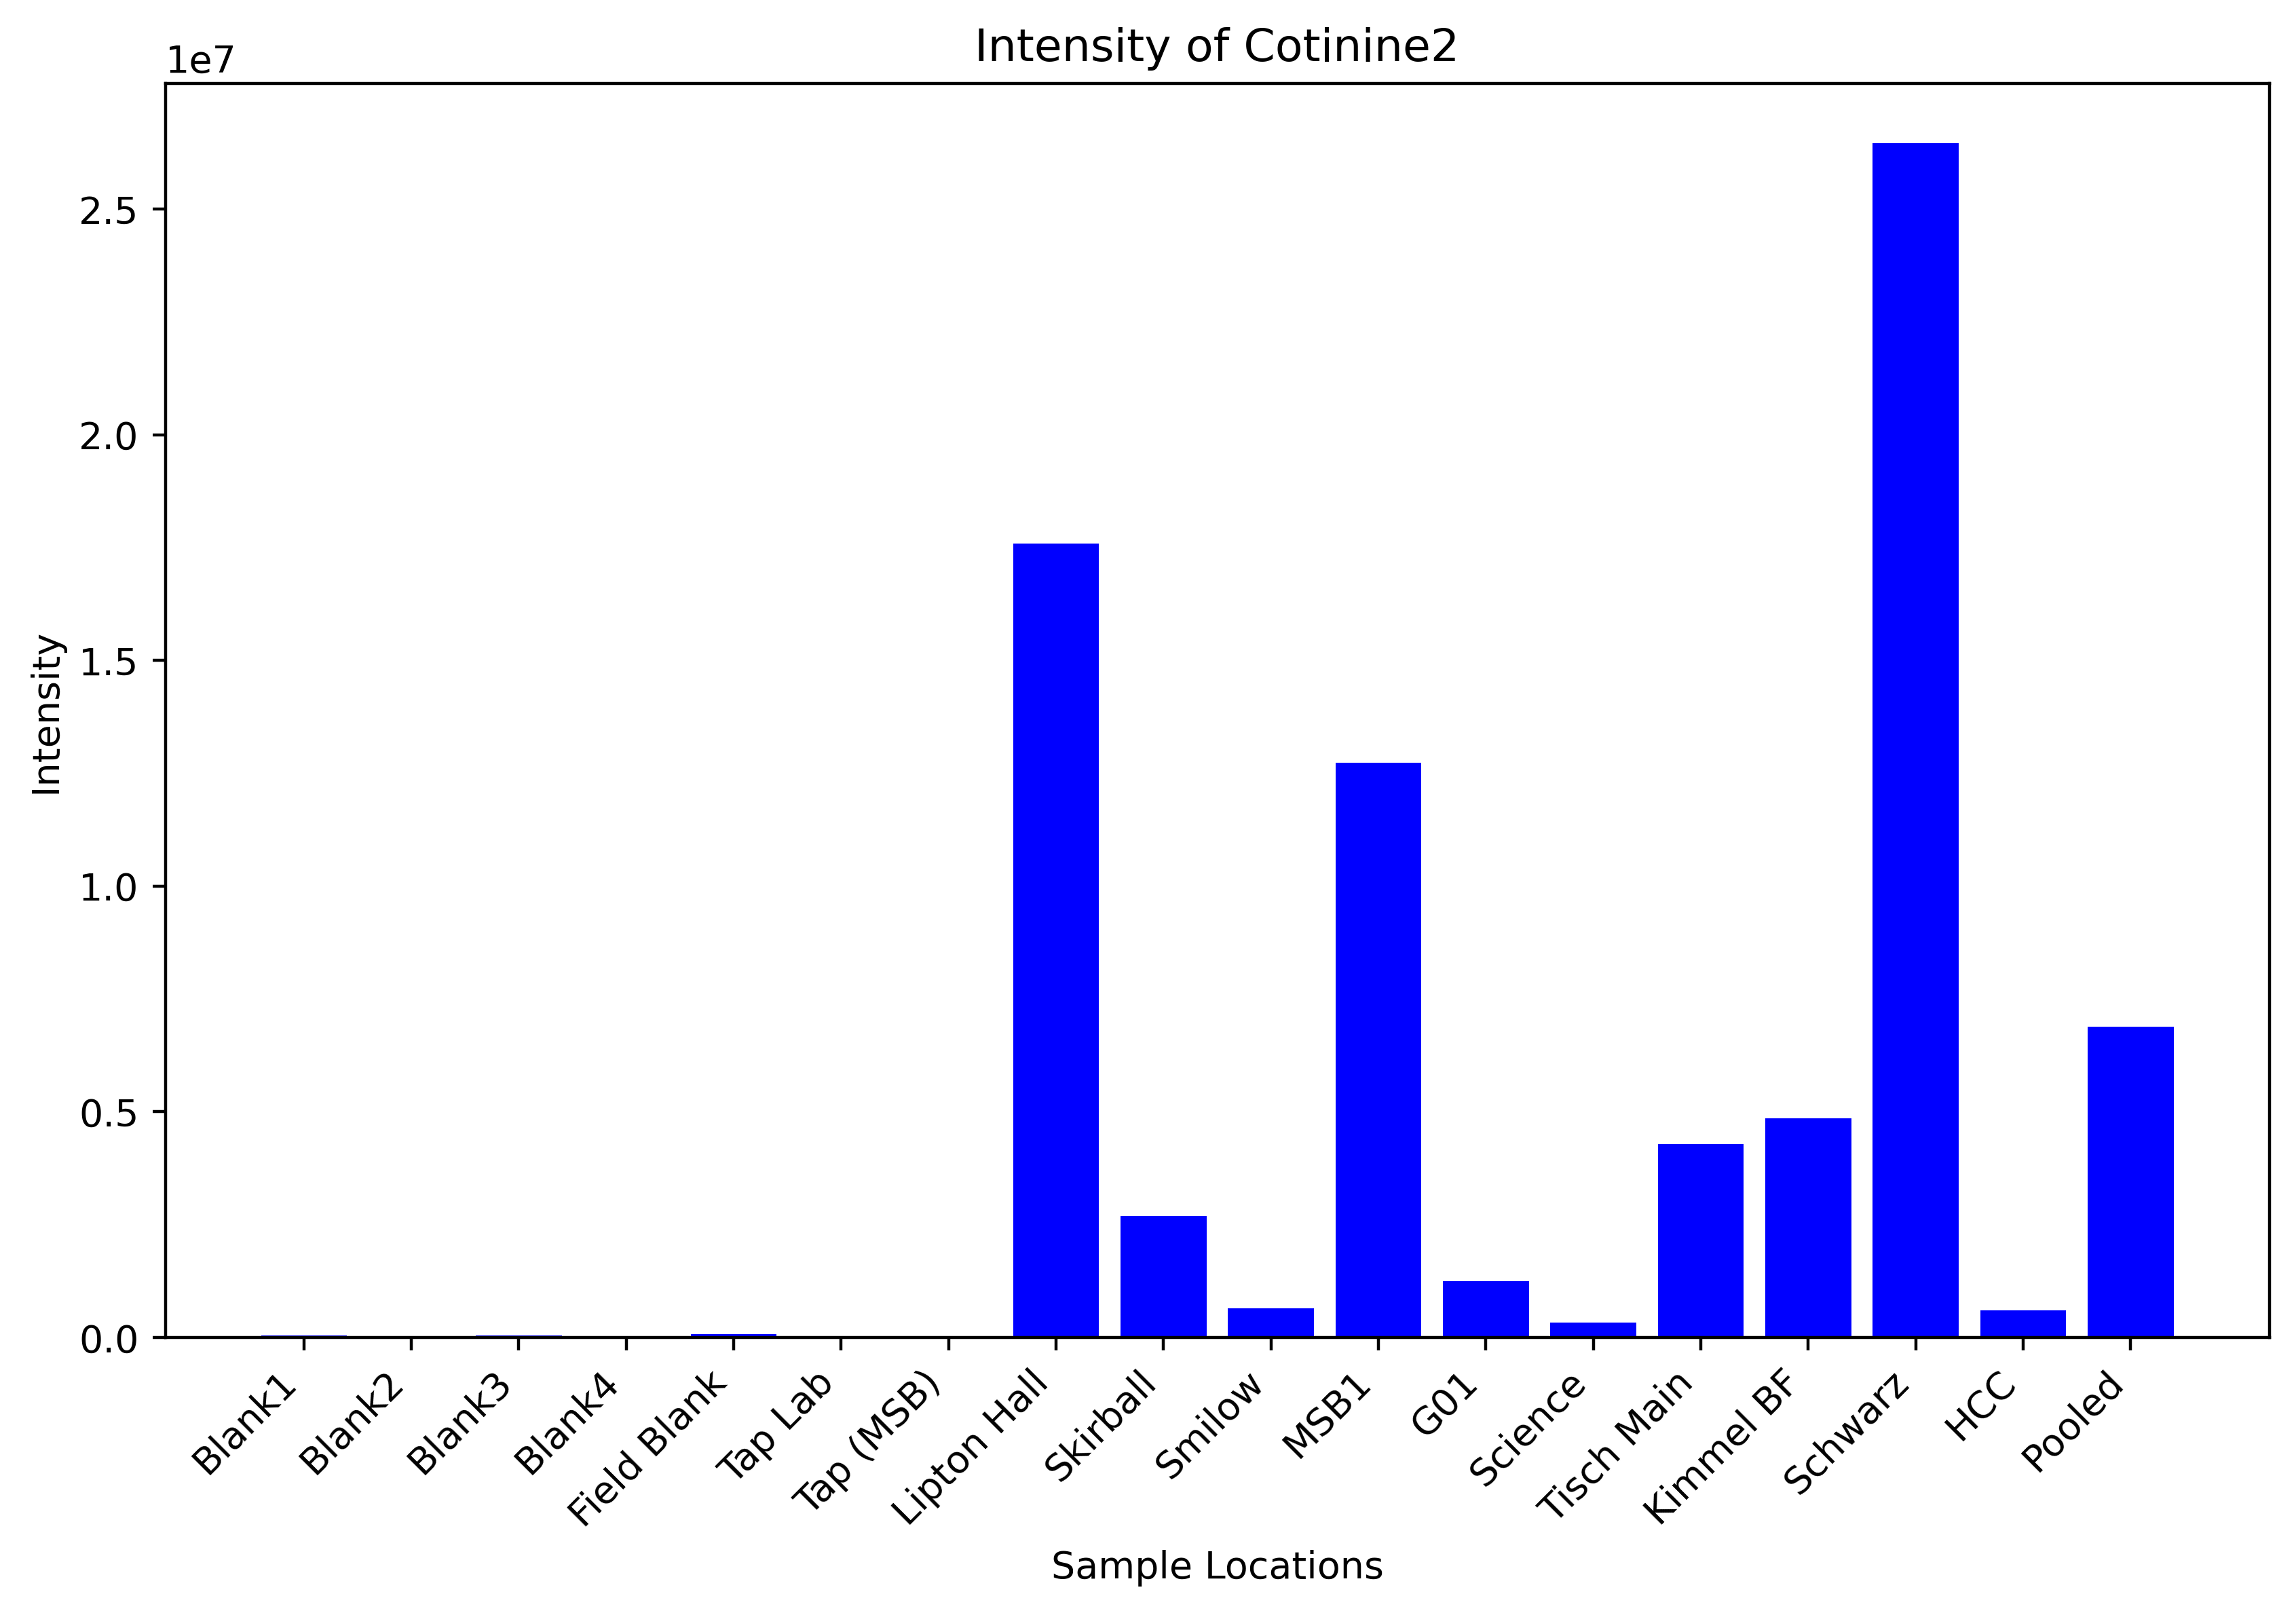 Intensity of Cotinine2
1e7
2.5
2.0
1.5
1.0
0.5
0.0
Intensity
Blank1
Blank2
Blank3
Blank4
Field Blank
Tap Lab
Tap (MSB)
Lipton Hall
Skirball
Smilow
MSB1
G01
Science
Tisch Main
Kimmel BF
Schwarz
HCC
Pooled
Sample Locations